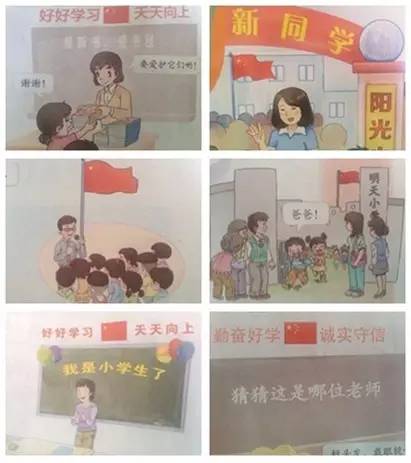 好好学习 天天向上
谢谢！
要爱护它们哟！
新同学
阳光
爸爸！
明天小
好好学习 天天向上
我是小学生了
勤奋好学 诚实守信
猜猜这是哪位老师